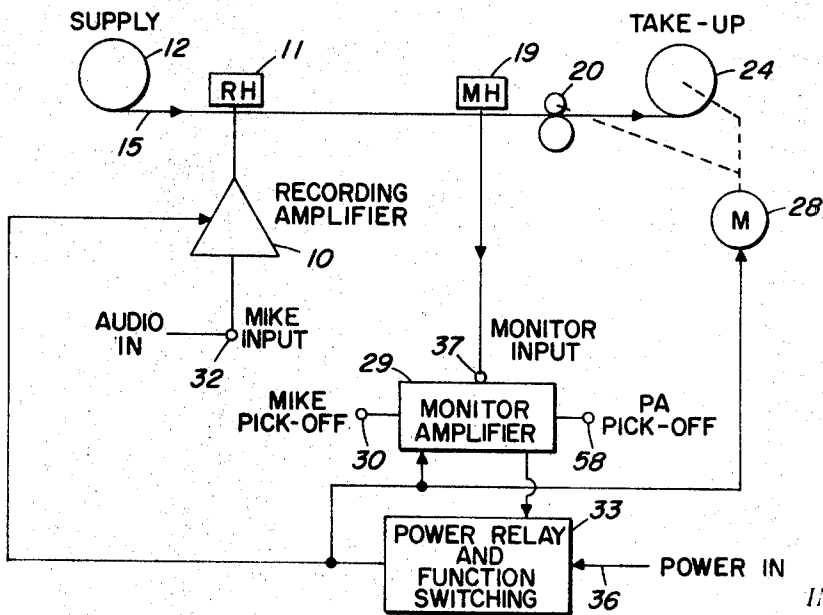 SUPPLY
12
11
RH
15
19
MH
20
TAKE-UP
24
RECORDING
AMPLIFIER
10
M
28
AUDIO
IN
MIKE
INPUT
32
MONITOR
INPUT
37
29
MIKE
PICK-OFF
30
MONITOR
AMPLIFIER
PA
PICK-OFF
58
33
POWER RELAY
AND
FUNCTION
SWITCHING
POWER IN
36